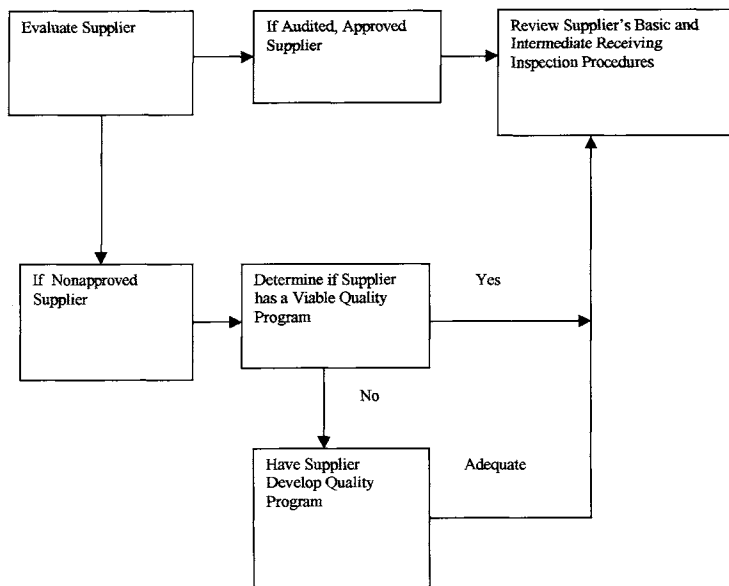 Evaluate Supplier
If Audited, Approved
Supplier
Review Supplier's Basic and
Intermediate Receiving
Inspection Procedures
If Nonapproved
Supplier
Determine if Supplier
has a Viable Quality
Program
Yes
No
Have Supplier
Develop Quality
Program
Adequate